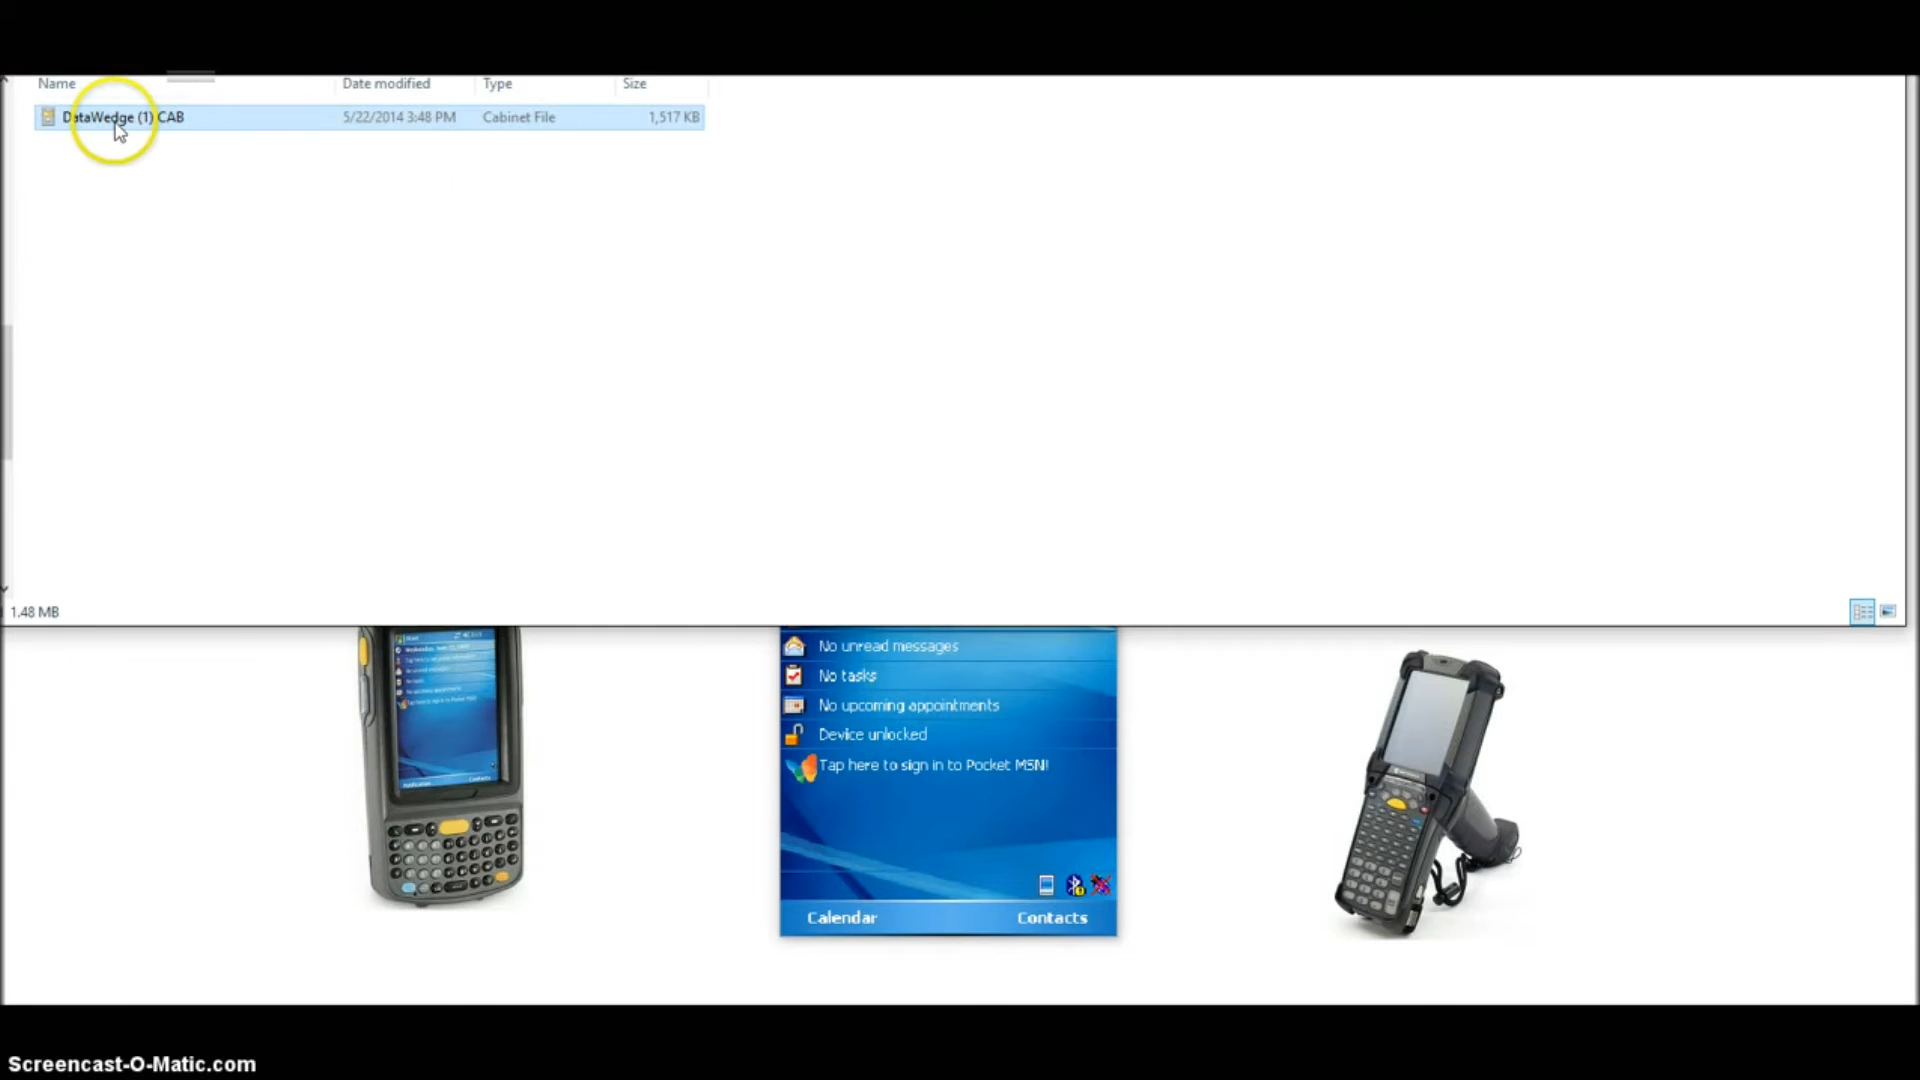 Name Date modified Type Size
DataWedge (1) CAB 5/22/2014 3:48 PM Cabinet File 1,517 KB
1.48 MB
No unread messages
No tasks
No upcoming appointments
Device unlocked
Tap here to sign in to Pocket MSN!
Calendar Contacts
Screencast-O-Matic.com